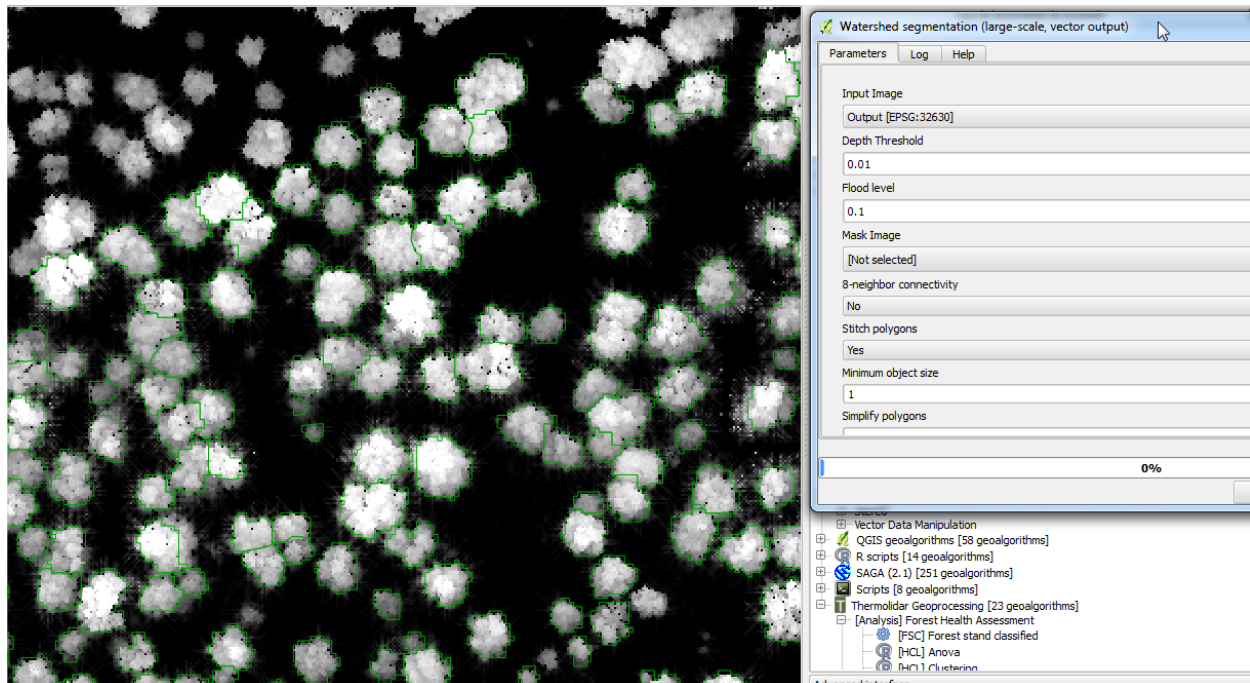 Watershed segmentation (large-scale, vector output)
Parameters
Log
Help
Input Image
Output [EPSG:32630]
Depth Threshold
0.01
Flood level
0.1
Mask Image
[Not selected]
8-neighbor connectivity
No
Stitch polygons
Yes
Minimum object size
1
Simplify polygons
0%
Vector Data Manipulation
QGIS geoalgorithms [58 geoalgorithms]
R scripts [14 geoalgorithms]
SAGA (2.1) [251 geoalgorithms]
Scripts [8 geoalgorithms]
Thermolidar Geoprocessing [23 geoalgorithms]
[Analysis] Forest Health Assessment
[FSC] Forest stand classified
[HCL] Anova
[HCL] Clustering